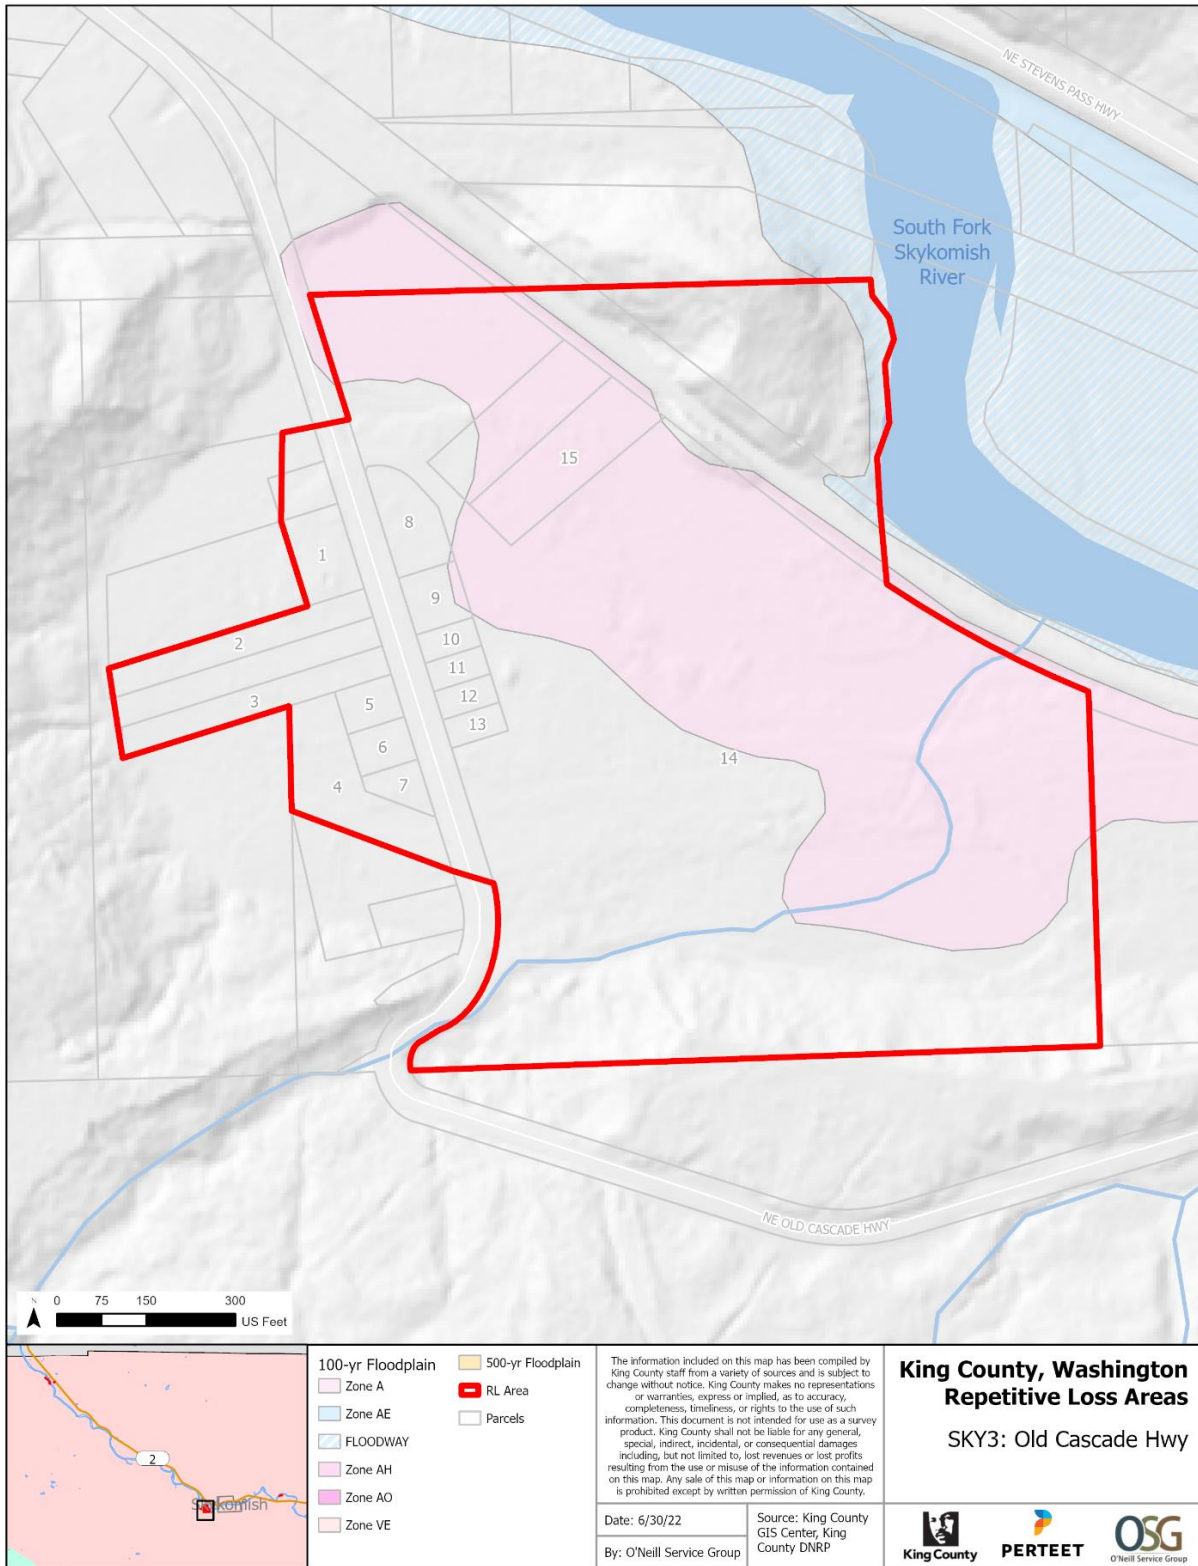 NE STEVENS PASS HWY
South Fork
Skykomish
River
15
8
1
9
2
10
11
12
3
5
13
6
14
4
7
NE OLD CASCADE HWY
N
0 75 150 300
US Feet
2
Skykomish
100-yr Floodplain
Zone A
Zone AE
FLOODWAY
Zone AH
Zone AO
Zone VE
500-yr Floodplain
RL Area
Parcels
The information included on this map has been compiled by
King County staff from a variety of sources and is subject to
change without notice. King County makes no representations
or warranties, express or implied, as to accuracy,
completeness, timeliness, or rights to the use of such
information. This document is not intended for use as a survey
product. King County shall not be liable for any general,
special, indirect, incidental, or consequential damages
including, but not limited to, lost revenues or lost profits
resulting from the use or misuse of the information contained
on this map. Any sale of this map or information on this map
is prohibited except by written permission of King County.
Date: 6/30/22
By: O'Neill Service Group
Source: King County
GIS Center, King
County DNRP
King County, Washington
Repetitive Loss Areas
SKY3: Old Cascade Hwy
King County
PERTEET
OSG
O'Neill Service Group